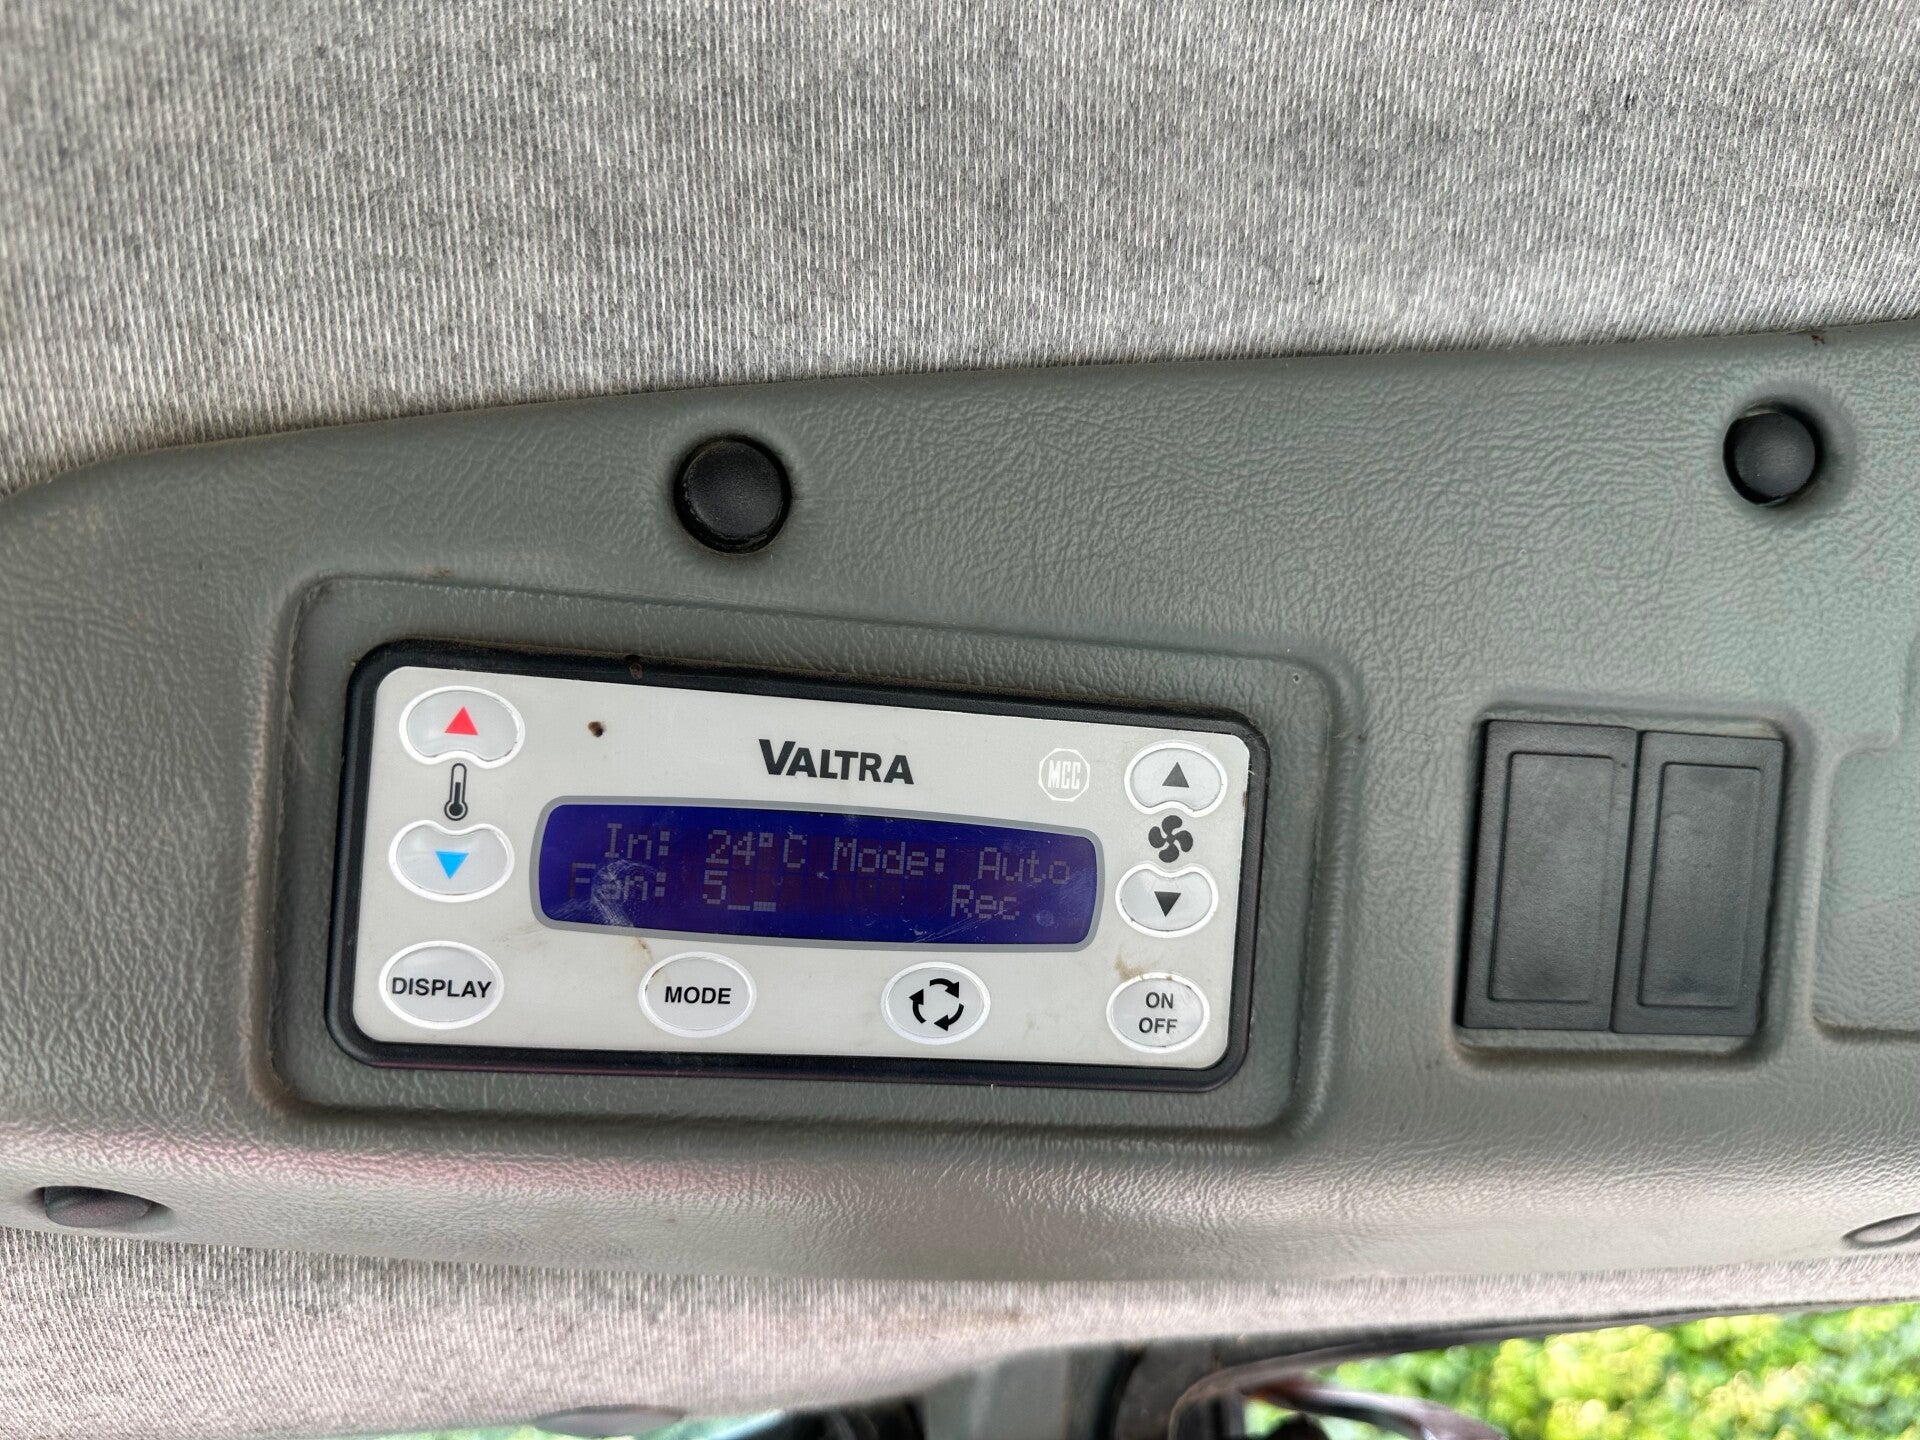 VALTRA
MCC
In: 24°C Mode: Auto
Fan: 5 Rec
DISPLAY
MODE
ON
OFF